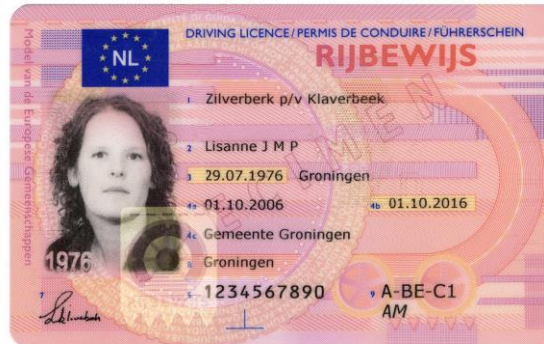 NL
DRIVING LICENCE / PERMIS DE CONDUIRE / FÜHRERSCHEIN
RIJBEWIJS
Model van de Europese Gemeenschappen
1 Zilverberk p/v Klaverbeek
2 Lisanne J M P
3 29.07.1976 Groningen
4a 01.10.2006 4b 01.10.2016
4c Gemeente Groningen
Groningen
5 1234567890 9 A-BE-C1
AM
1976
7
SPECIMEN